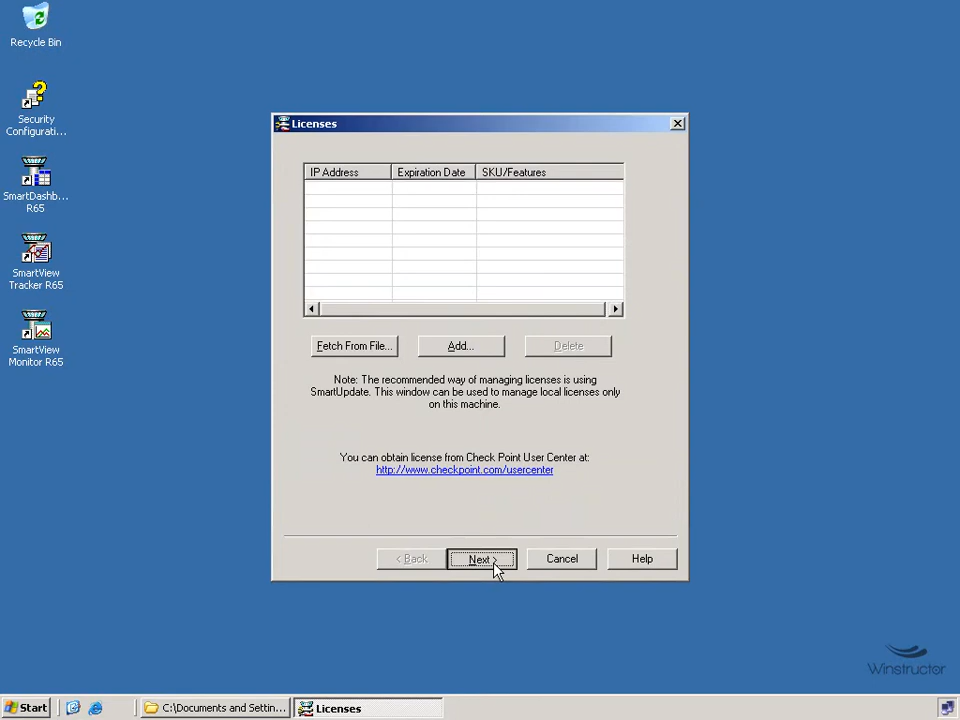 Recycle Bin
Security
Configurati...
SmartDashb...
R65
SmartView
Tracker R65
SmartView
Monitor R65
Licenses
IP Address Expiration Date SKU/Features
Fetch From File... Add... Delete
Note: The recommended way of managing licenses is using
SmartUpdate. This window can be used to manage local licenses only
on this machine.
You can obtain license from Check Point User Center at:
http://www.checkpoint.com/usercenter
< Back Next > Cancel Help
Winstructor
Start C:\Documents and Settin... Licenses